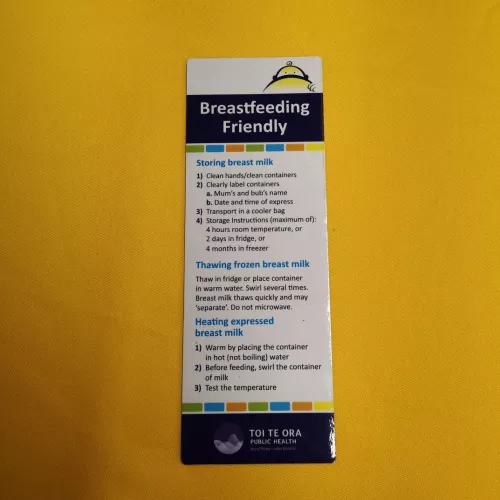 Breastfeeding
Friendly
Storing breast milk
1) Clean hands/clean containers
2) Clearly label containers
a. Mum's and bub's name
b. Date and time of express
3) Transport in a cooler bag
4) Storage Instructions (maximum of):
4 hours room temperature, or
2 days in fridge, or
4 months in freezer
Thawing frozen breast milk
Thaw in fridge or place container
in warm water. Swirl several times.
Breast milk thaws quickly and may
'separate'. Do not microwave.
Heating expressed
breast milk
1) Warm by placing the container
in hot (not boiling) water
2) Before feeding, swirl the container
of milk
3) Test the temperature
TOI TE ORA
PUBLIC HEALTH